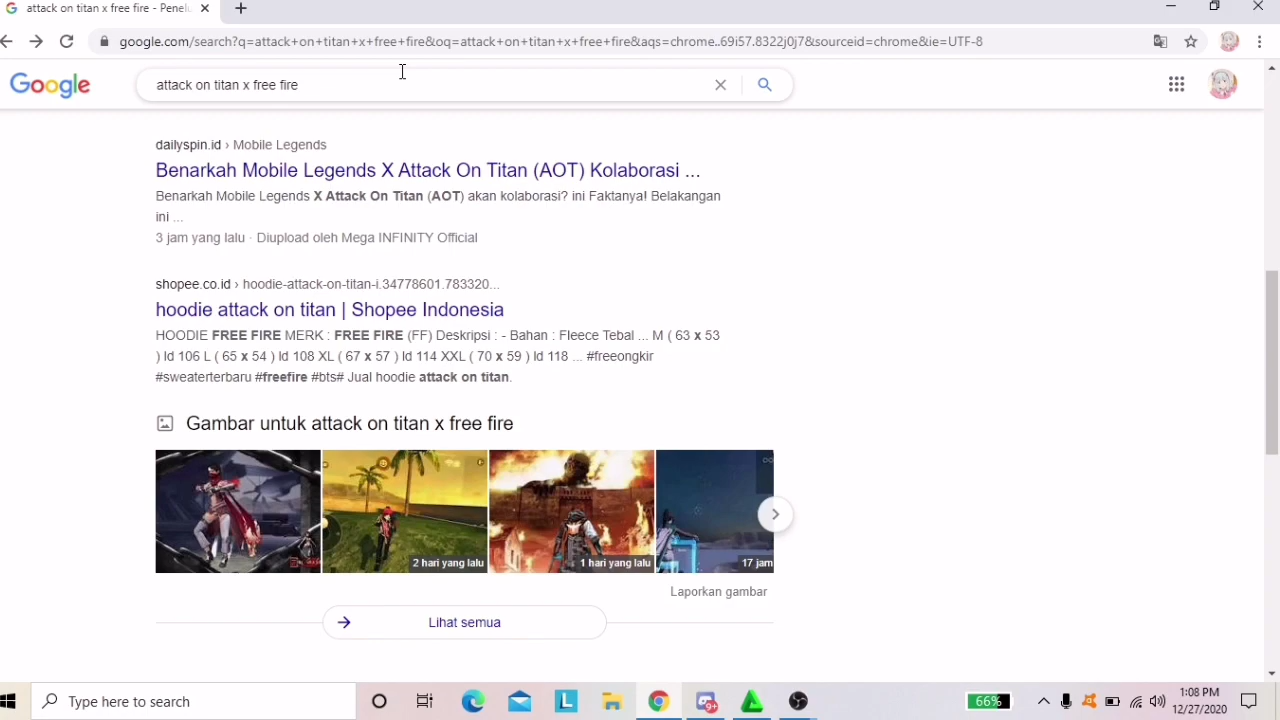 attack on titan x free fire - Penelu
google.com/search?q=attack+on+titan+x+free+fire&oq=attack+on+titan+x+free+fire&aqs=chrome..69i57.8322j0j7&sourceid=chrome&ie=UTF-8
Google
attack on titan x free fire
dailyspin.id › Mobile Legends
Benarkah Mobile Legends X Attack On Titan (AOT) Kolaborasi ...
Benarkah Mobile Legends X Attack On Titan (AOT) akan kolaborasi? ini Faktanya! Belakangan
ini ...
3 jam yang lalu · Diupload oleh Mega INFINITY Official
shopee.co.id › hoodie-attack-on-titan-i.34778601.783320...
hoodie attack on titan | Shopee Indonesia
HOODIE FREE FIRE MERK : FREE FIRE (FF) Deskripsi : - Bahan : Fleece Tebal ... M ( 63 x 53
) ld 106 L ( 65 x 54 ) ld 108 XL ( 67 x 57 ) ld 114 XXL ( 70 x 59 ) ld 118 ... #freeongkir
#sweaterterbaru #freefire #bts# Jual hoodie attack on titan.
Gambar untuk attack on titan x free fire
2 hari yang lalu
1 hari yang lalu
17 jam
Laporkan gambar
Lihat semua
Type here to search
66%
1:08 PM
12/27/2020